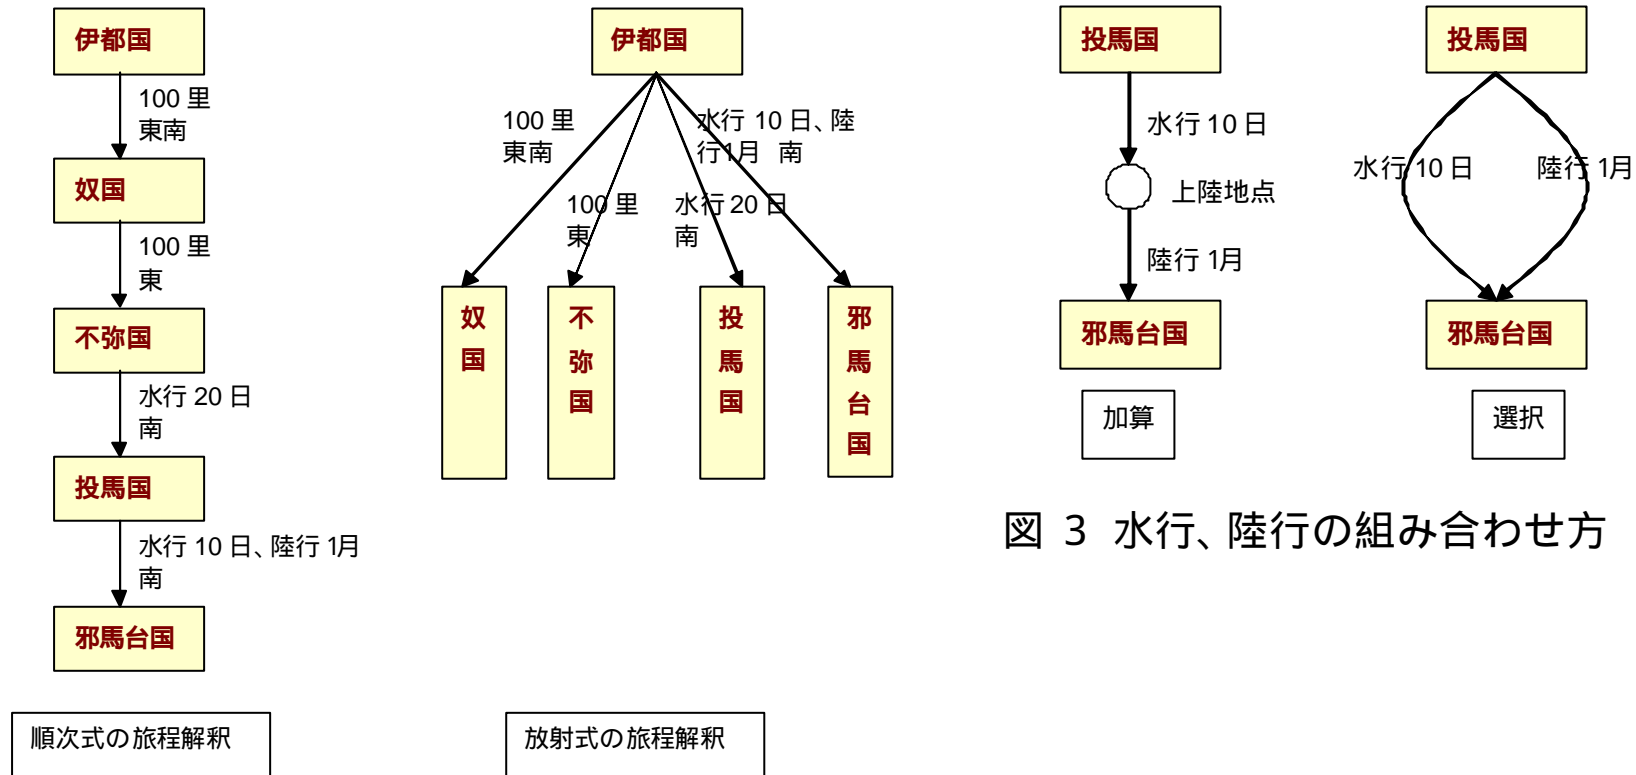 伊都国
100 里
東南
奴国
100 里
東
不弥国
水行 20 日
南
投馬国
水行 10 日、陸行 1月
南
邪馬台国
順次式の旅程解釈
伊都国
100 里
東南
100 里
東
水行 20 日
南
水行 10 日、陸
行1月 南
奴国
不弥国
投馬国
邪馬台国
放射式の旅程解釈
投馬国
水行 10 日
上陸地点
陸行 1月
邪馬台国
加算
投馬国
水行 10 日
陸行 1月
邪馬台国
選択
図 3 水行、陸行の組み合わせ方